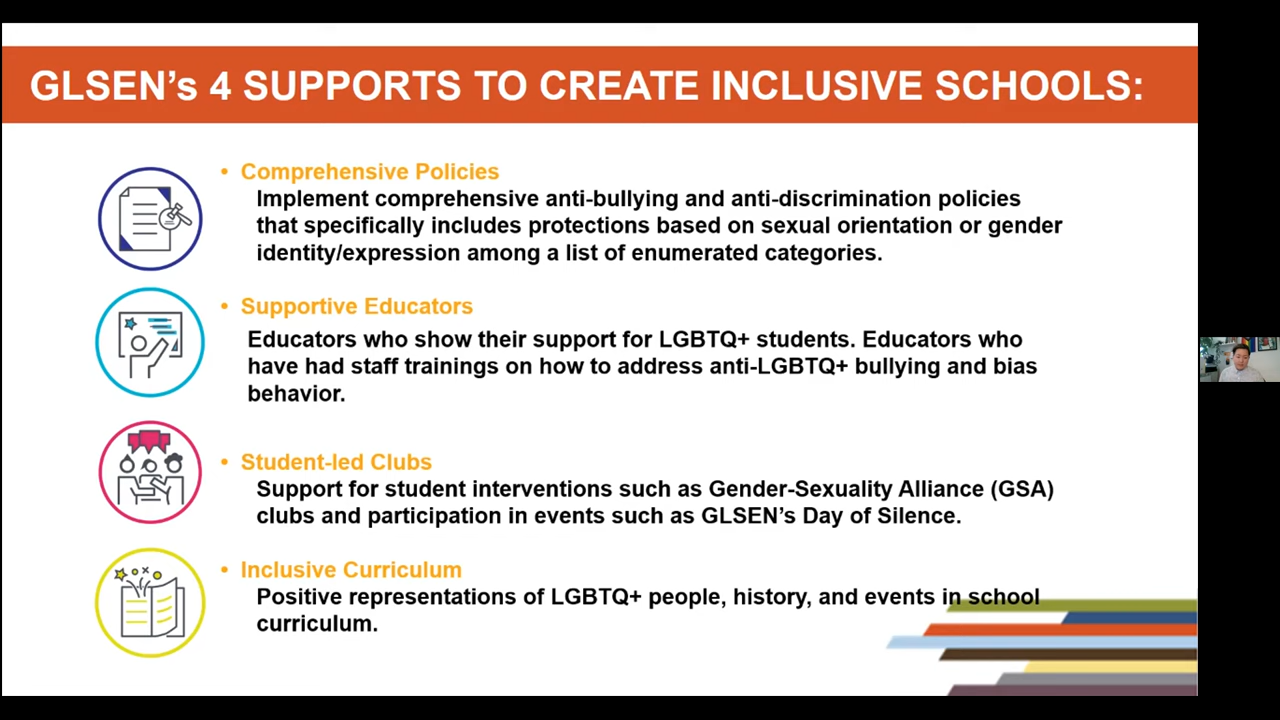 GLSEN's 4 SUPPORTS TO CREATE INCLUSIVE SCHOOLS:
• Comprehensive Policies
Implement comprehensive anti-bullying and anti-discrimination policies
that specifically includes protections based on sexual orientation or gender
identity/expression among a list of enumerated categories.
• Supportive Educators
Educators who show their support for LGBTQ+ students. Educators who
have had staff trainings on how to address anti-LGBTQ+ bullying and bias
behavior.
• Student-led Clubs
Support for student interventions such as Gender-Sexuality Alliance (GSA)
clubs and participation in events such as GLSEN's Day of Silence.
• Inclusive Curriculum
Positive representations of LGBTQ+ people, history, and events in school
curriculum.